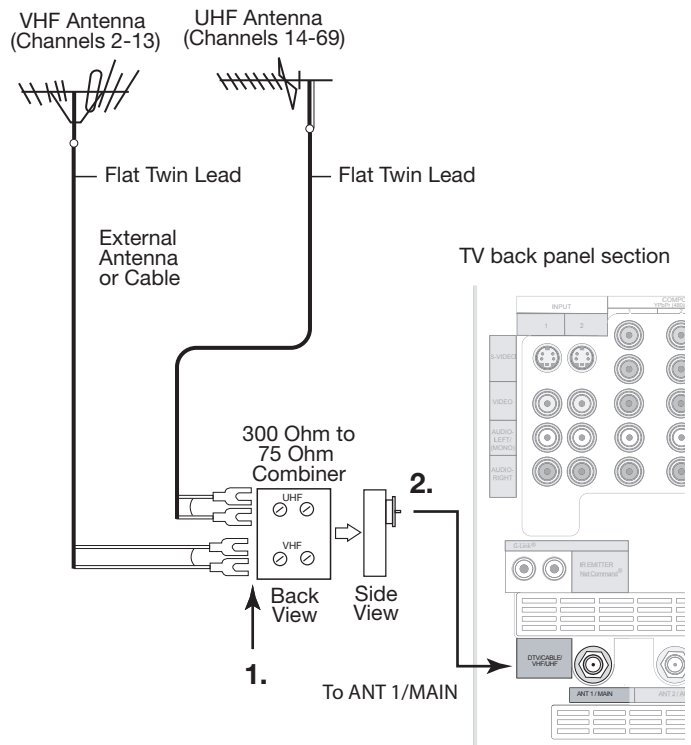 VHF Antenna
(Channels 2-13)
UHF Antenna
(Channels 14-69)
Flat Twin Lead
Flat Twin Lead
External
Antenna
or Cable
TV back panel section
INPUT
1
2
S-VIDEO
VIDEO
AUDIO-
LEFT/
(MONO)
AUDIO-
RIGHT
300 Ohm to
75 Ohm
Combiner
UHF
VHF
Back
View
Side
View
1.
2.
To ANT 1/MAIN
IR EMITTER
NetCommand®
DTV/CABLE/
VHF/UHF
ANT 1 / MAIN
ANT 2 /